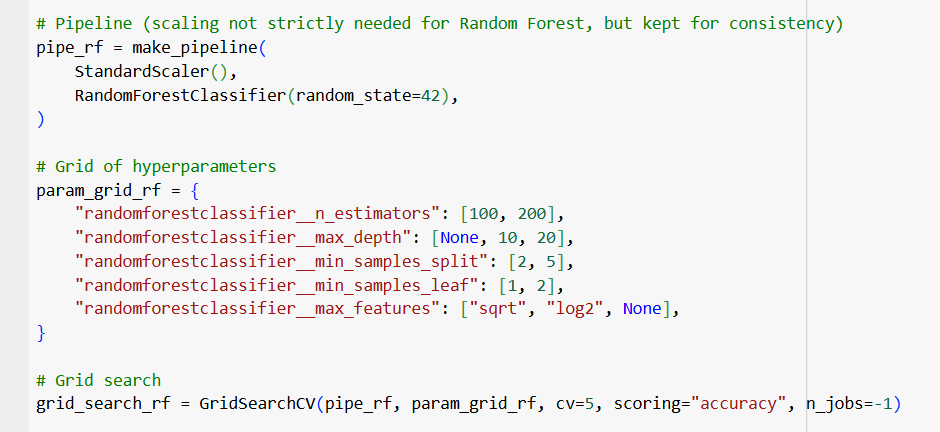 # Pipeline (scaling not strictly needed for Random Forest, but kept for consistency)
pipe_rf = make_pipeline(
    StandardScaler(),
    RandomForestClassifier(random_state=42),
)

# Grid of hyperparameters
param_grid_rf = {
    "randomforestclassifier__n_estimators": [100, 200],
    "randomforestclassifier__max_depth": [None, 10, 20],
    "randomforestclassifier__min_samples_split": [2, 5],
    "randomforestclassifier__min_samples_leaf": [1, 2],
    "randomforestclassifier__max_features": ["sqrt", "log2", None],
}

# Grid search
grid_search_rf = GridSearchCV(pipe_rf, param_grid_rf, cv=5, scoring="accuracy", n_jobs=-1)